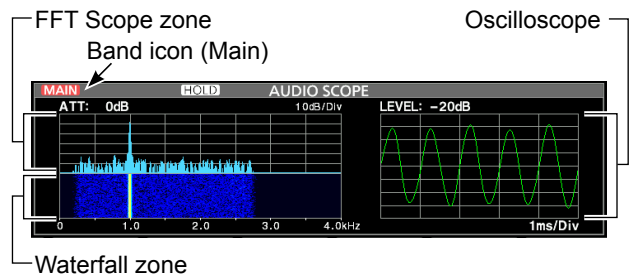 FFT Scope zone
Oscilloscope
Band icon (Main)
MAIN HOLD AUDIO SCOPE
ATT: 0dB 10dB/Div LEVEL: −20dB
0 1.0 2.0 3.0 4.0kHz 1ms/Div
Waterfall zone